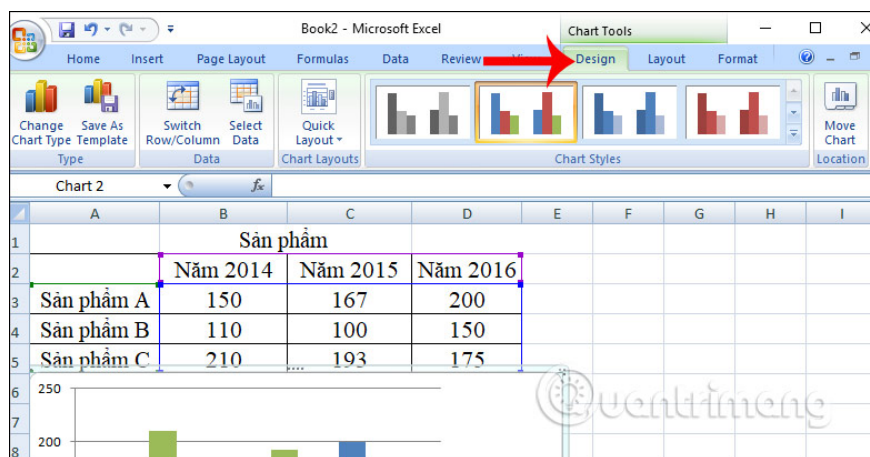 Book2 - Microsoft Excel Chart Tools
Home Insert Page Layout Formulas Data Review Design Layout Format
Change Chart Type
Save As Template
Switch Row/Column
Select Data
Quick Layout
Move Chart
Type Data Chart Layouts Chart Styles Location
Chart 2 fx
A B C D E F G H I
1 Sản phẩm
2 Năm 2014 Năm 2015 Năm 2016
3 Sản phẩm A 150 167 200
4 Sản phẩm B 110 100 150
5 Sản phẩm C 210 193 175
6 250
7
8 200
Quantrimang